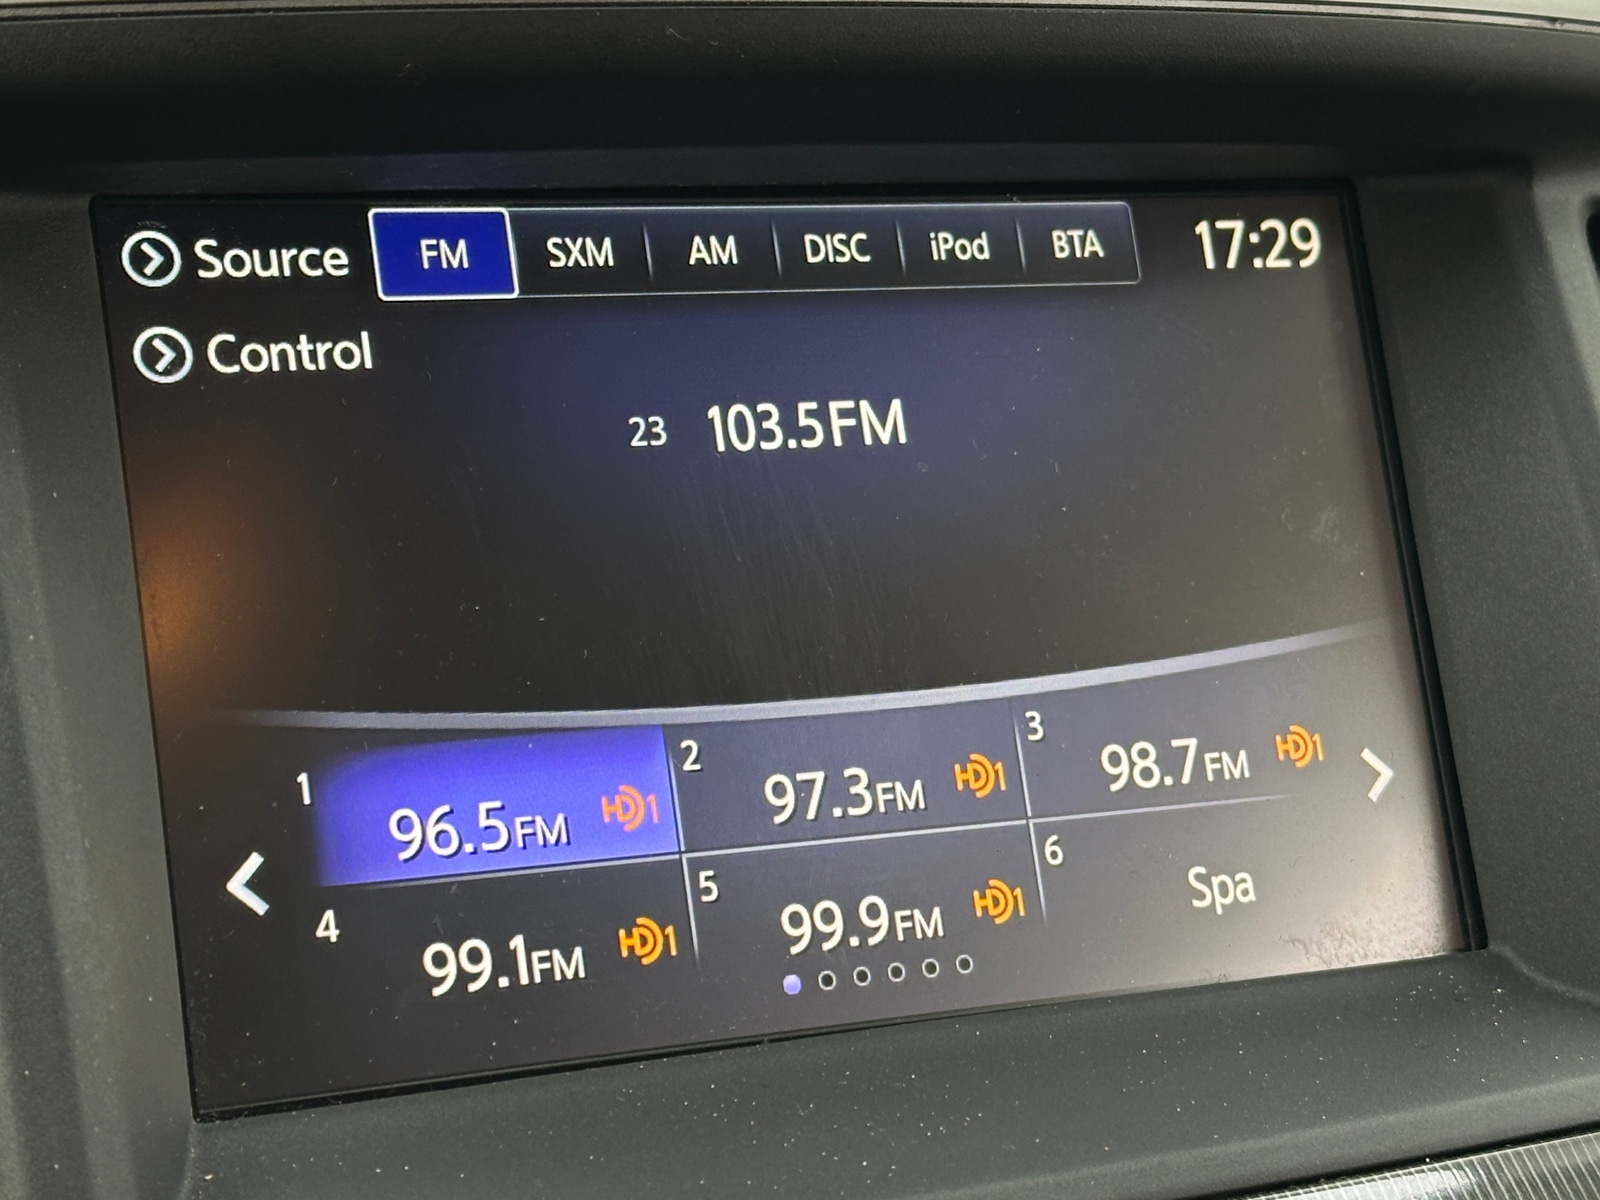 Source FM SXM AM DISC iPod BTA 17:29
Control
23 103.5FM
1 96.5FM HD1 2 97.3FM HD1 3 98.7FM HD1
4 99.1FM HD1 5 99.9FM HD1 6 Spa